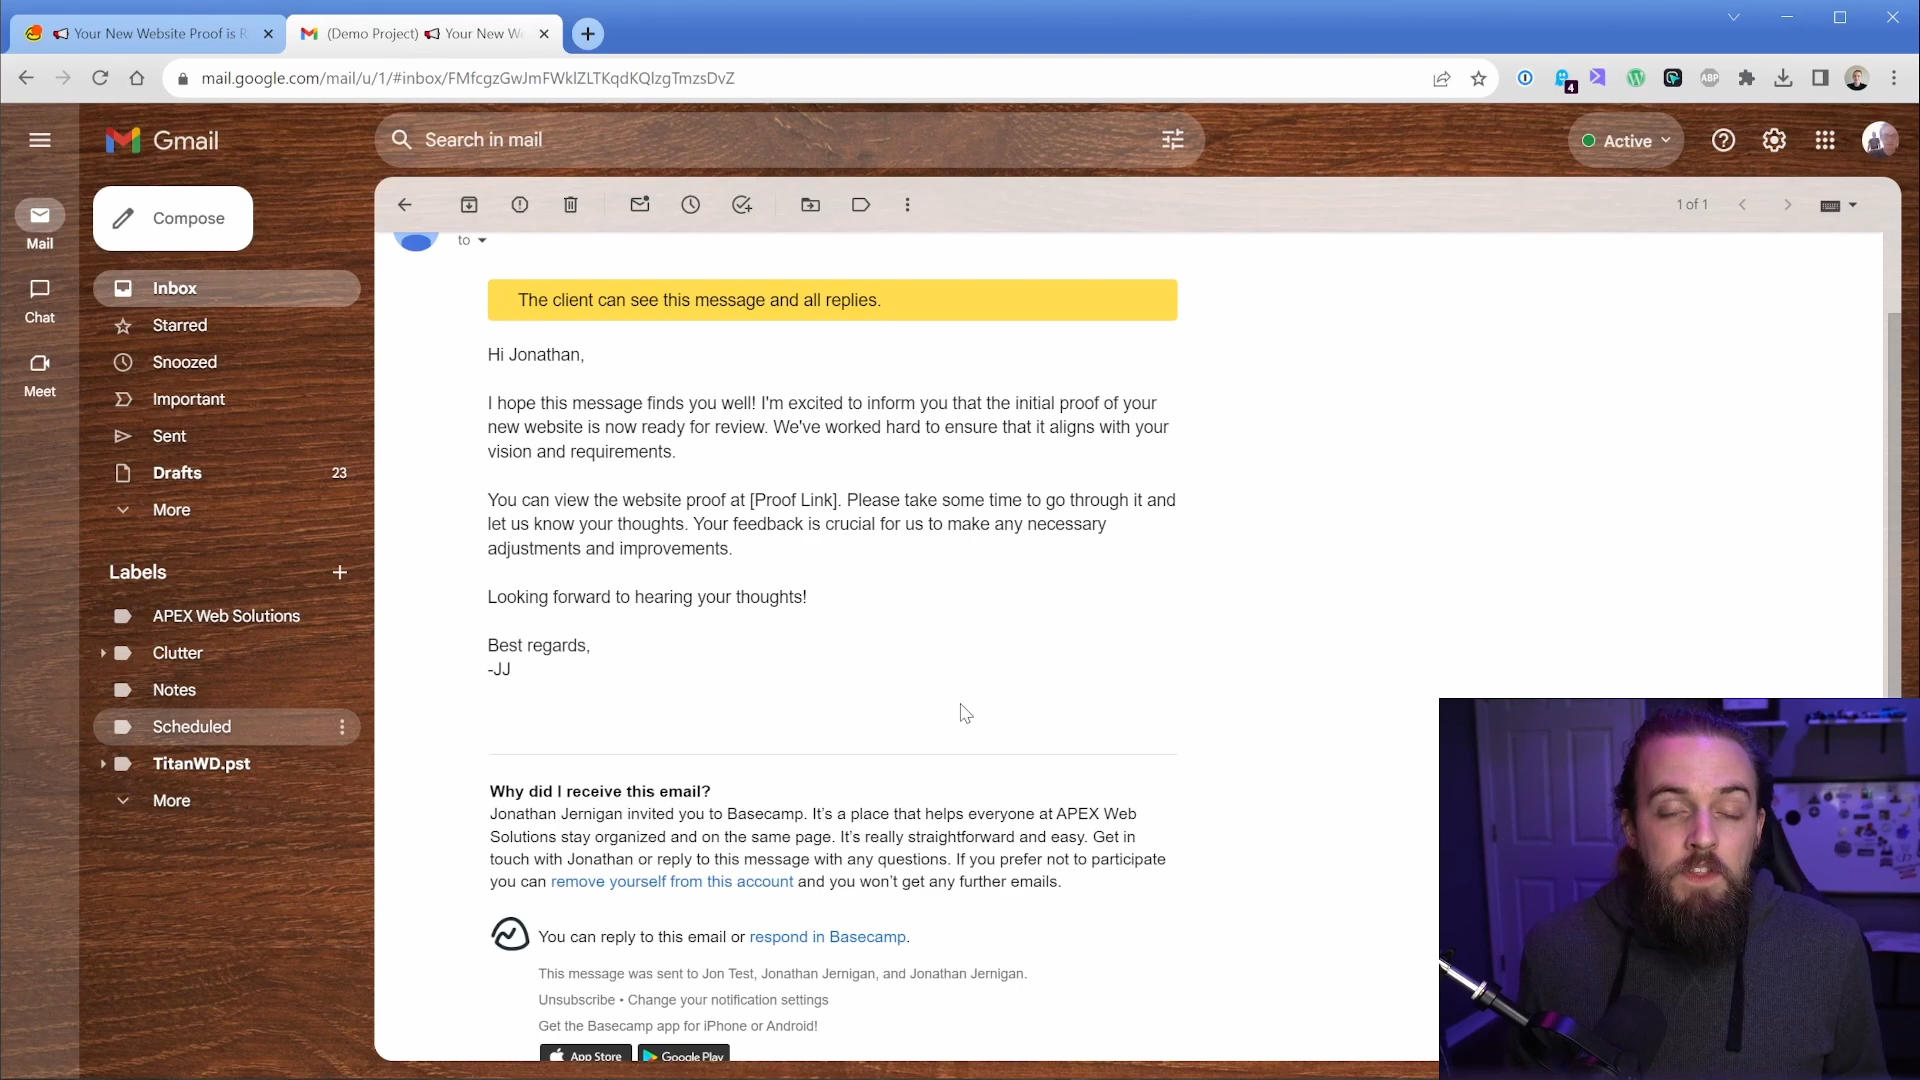 Your New Website Proof is R
(Demo Project) Your New We
mail.google.com/mail/u/1/#inbox/FMfcgzGwJmFWklZLTKqdKQlzgTmzsDvZ
4
ABP
Gmail
Search in mail
Active
Compose
1 of 1
Mail
to
Inbox
The client can see this message and all replies.
Chat
Starred
Hi Jonathan,
Snoozed
Meet
Important
I hope this message finds you well! I'm excited to inform you that the initial proof of your
new website is now ready for review. We've worked hard to ensure that it aligns with your
vision and requirements.
Sent
Drafts 23
You can view the website proof at [Proof Link]. Please take some time to go through it and
let us know your thoughts. Your feedback is crucial for us to make any necessary
adjustments and improvements.
More
Labels
Looking forward to hearing your thoughts!
APEX Web Solutions
Best regards,
-JJ
Clutter
Notes
Scheduled
TitanWD.pst
More
Why did I receive this email?
Jonathan Jernigan invited you to Basecamp. It's a place that helps everyone at APEX Web
Solutions stay organized and on the same page. It's really straightforward and easy. Get in
touch with Jonathan or reply to this message with any questions. If you prefer not to participate
you can remove yourself from this account and you won't get any further emails.
You can reply to this email or respond in Basecamp.
This message was sent to Jon Test, Jonathan Jernigan, and Jonathan Jernigan.
Unsubscribe • Change your notification settings
Get the Basecamp app for iPhone or Android!
App Store
Google Play